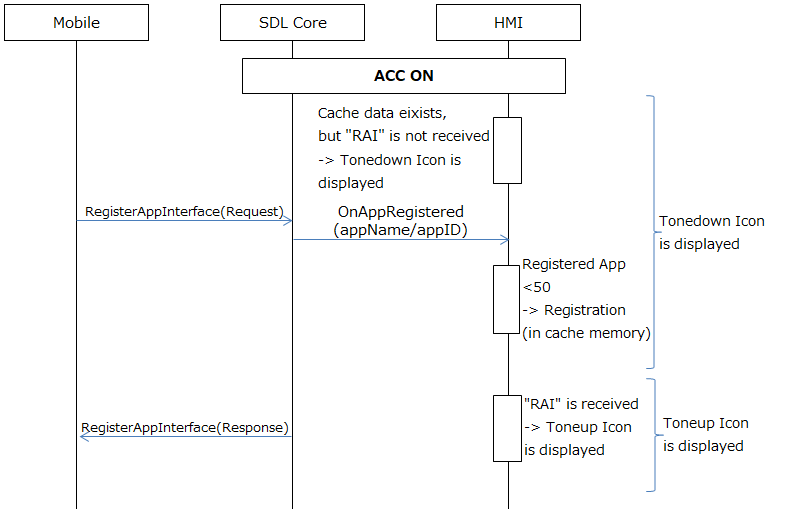 Mobile
SDL Core
HMI
ACC ON
Cache data eixists,
but "RAI" is not received
-> Tonedown Icon is
displayed
RegisterAppInterface(Request)
OnAppRegistered
(appName/appID)
Tonedown Icon
is displayed
Registered App
<50
-> Registration
(in cache memory)
"RAI" is received
-> Toneup Icon
is displayed
RegisterAppInterface(Response)
Toneup Icon
is displayed